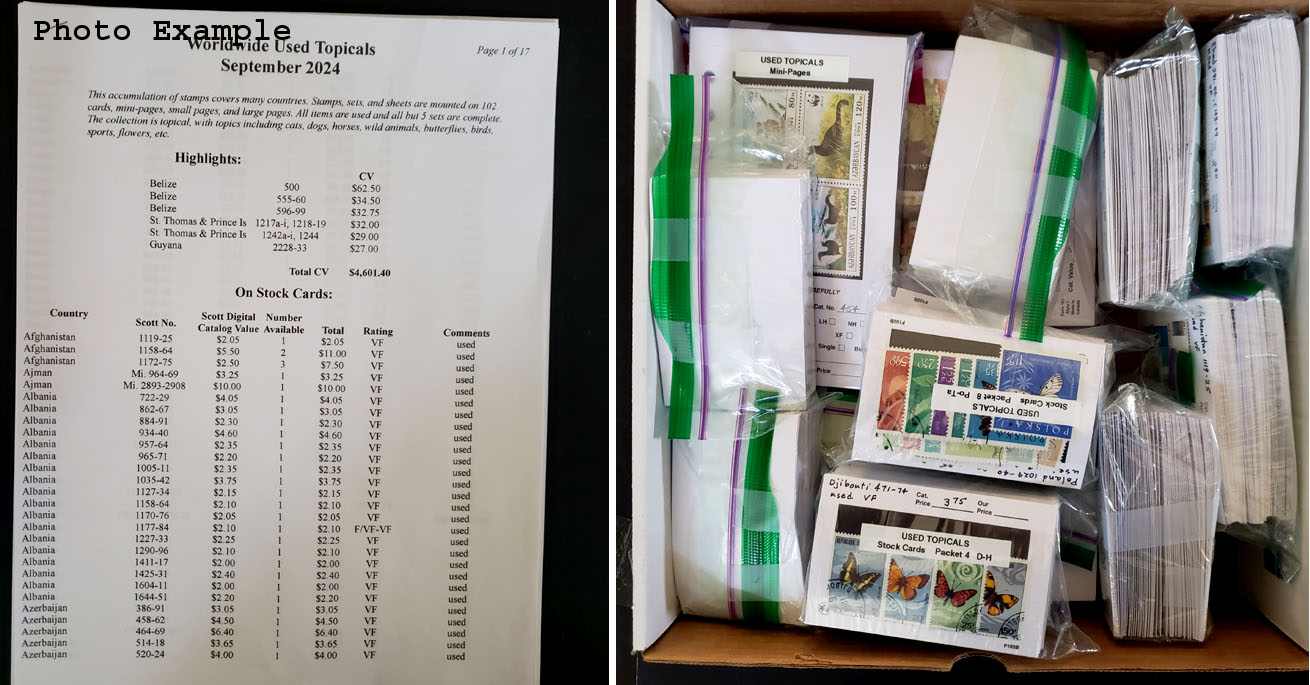 Photo Example
Worldwide Used Topicals
September 2024
Page 1 of 17
This accumulation of stamps covers many countries. Stamps, sets, and sheets are mounted on 102
cards, mini-pages, small pages, and large pages. All items are used and all but 5 sets are complete.
The collection is topical, with topics including cats, dogs, horses, wild animals, butterflies, birds,
sports, flowers, etc.
Highlights:
CV
Belize 500 $62.50
Belize 555-60 $34.50
Belize 596-99 $32.75
St. Thomas & Prince Is 1217a-i, 1218-19 $32.00
St. Thomas & Prince Is 1242a-i, 1244 $29.00
Guyana 2228-33 $27.00
Total CV $4,601.40
On Stock Cards:
Country Scott No. Scott Digital Catalog Value Number Available Total Rating Comments
Afghanistan 1119-25 $2.05 1 $2.05 VF used
Afghanistan 1158-64 $5.50 2 $11.00 VF used
Afghanistan 1172-75 $2.50 3 $7.50 VF used
Ajman Mi. 964-69 $3.25 1 $3.25 VF used
Ajman Mi. 2893-2908 $10.00 1 $10.00 VF used
Albania 722-29 $4.05 1 $4.05 VF used
Albania 862-67 $3.05 1 $3.05 VF used
Albania 884-91 $2.30 1 $2.30 VF used
Albania 934-40 $4.60 1 $4.60 VF used
Albania 957-64 $2.35 1 $2.35 VF used
Albania 965-71 $2.20 1 $2.20 VF used
Albania 1005-11 $2.35 1 $2.35 VF used
Albania 1035-42 $3.75 1 $3.75 VF used
Albania 1127-34 $2.15 1 $2.15 VF used
Albania 1158-64 $2.10 1 $2.10 VF used
Albania 1170-76 $2.05 1 $2.05 VF used
Albania 1177-84 $2.10 1 $2.10 F/VF-VF used
Albania 1227-33 $2.25 1 $2.25 VF used
Albania 1290-96 $2.10 1 $2.10 VF used
Albania 1411-17 $2.00 1 $2.00 VF used
Albania 1425-31 $2.40 1 $2.40 VF used
Albania 1604-11 $2.00 1 $2.00 VF used
Albania 1644-51 $2.20 1 $2.20 VF used
Azerbaijan 386-91 $3.05 1 $3.05 VF used
Azerbaijan 458-62 $4.50 1 $4.50 VF used
Azerbaijan 464-69 $6.40 1 $6.40 VF used
Azerbaijan 514-18 $3.65 1 $3.65 VF used
Azerbaijan 520-24 $4.00 1 $4.00 VF used
USED TOPICALS
Mini-Pages
AZƏRBAYCAN 1994
Cat. No. 454
LH NH
XF
Single
Price
Cat. Value
F102B
USED TOPICALS
Stock Cards Packet 8 Po-Ta
POLSKA
Poland 1029-40
Djibouti 471-74
used VF
Cat.
Price 3.75
Our
Price
USED TOPICALS
Stock Cards Packet 4 D-H
F102B